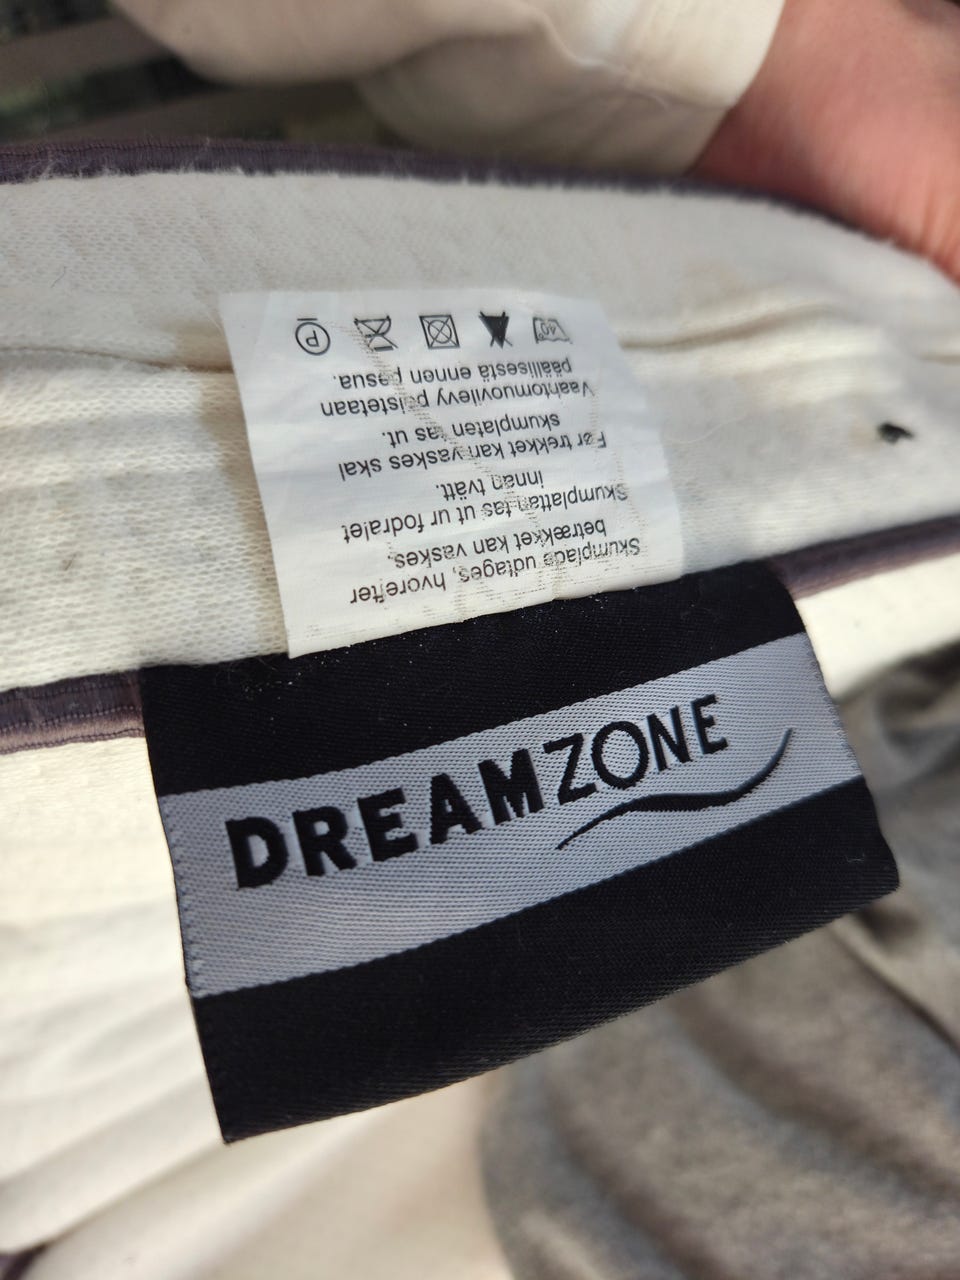 Skumplade udtages, hvorefter
betrækket kan vaskes.
Skumplattan tas ut ur fodralet
innan tvätt.
Før trekket kan vaskes skal
skumplaten tas ut.
Vaahtomuovilevy poistetaan
päällisestä ennen pesua.
40° P
DREAMZONE